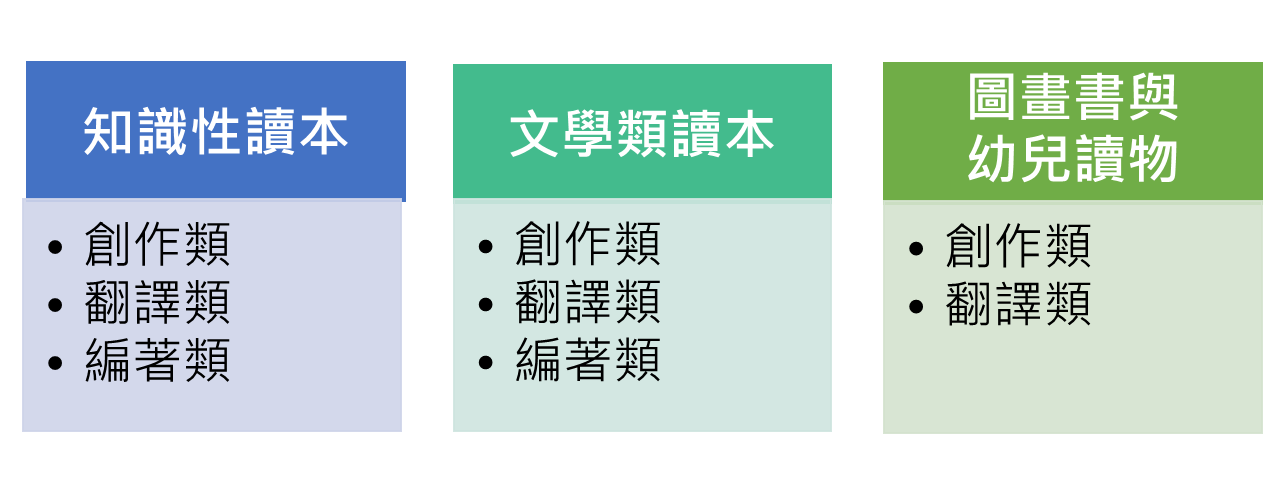 知識性讀本
• 創作類
• 翻譯類
• 編著類
文學類讀本
• 創作類
• 翻譯類
• 編著類
圖畫書與
幼兒讀物
• 創作類
• 翻譯類